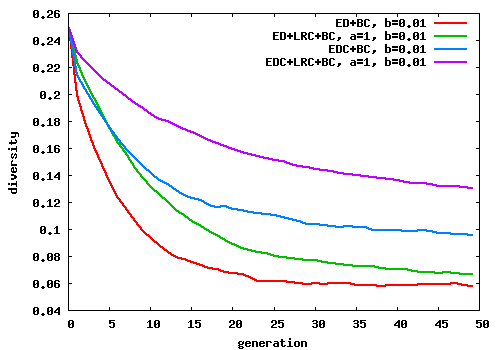 0.26
0.24
0.22
0.2
0.18
0.16
0.14
0.12
0.1
0.08
0.06
0.04
diversity
ED+BC, b=0.01
ED+LRC+BC, a=1, b=0.01
EDC+BC, b=0.01
EDC+LRC+BC, a=1, b=0.01
0 5 10 15 20 25 30 35 40 45 50
generation